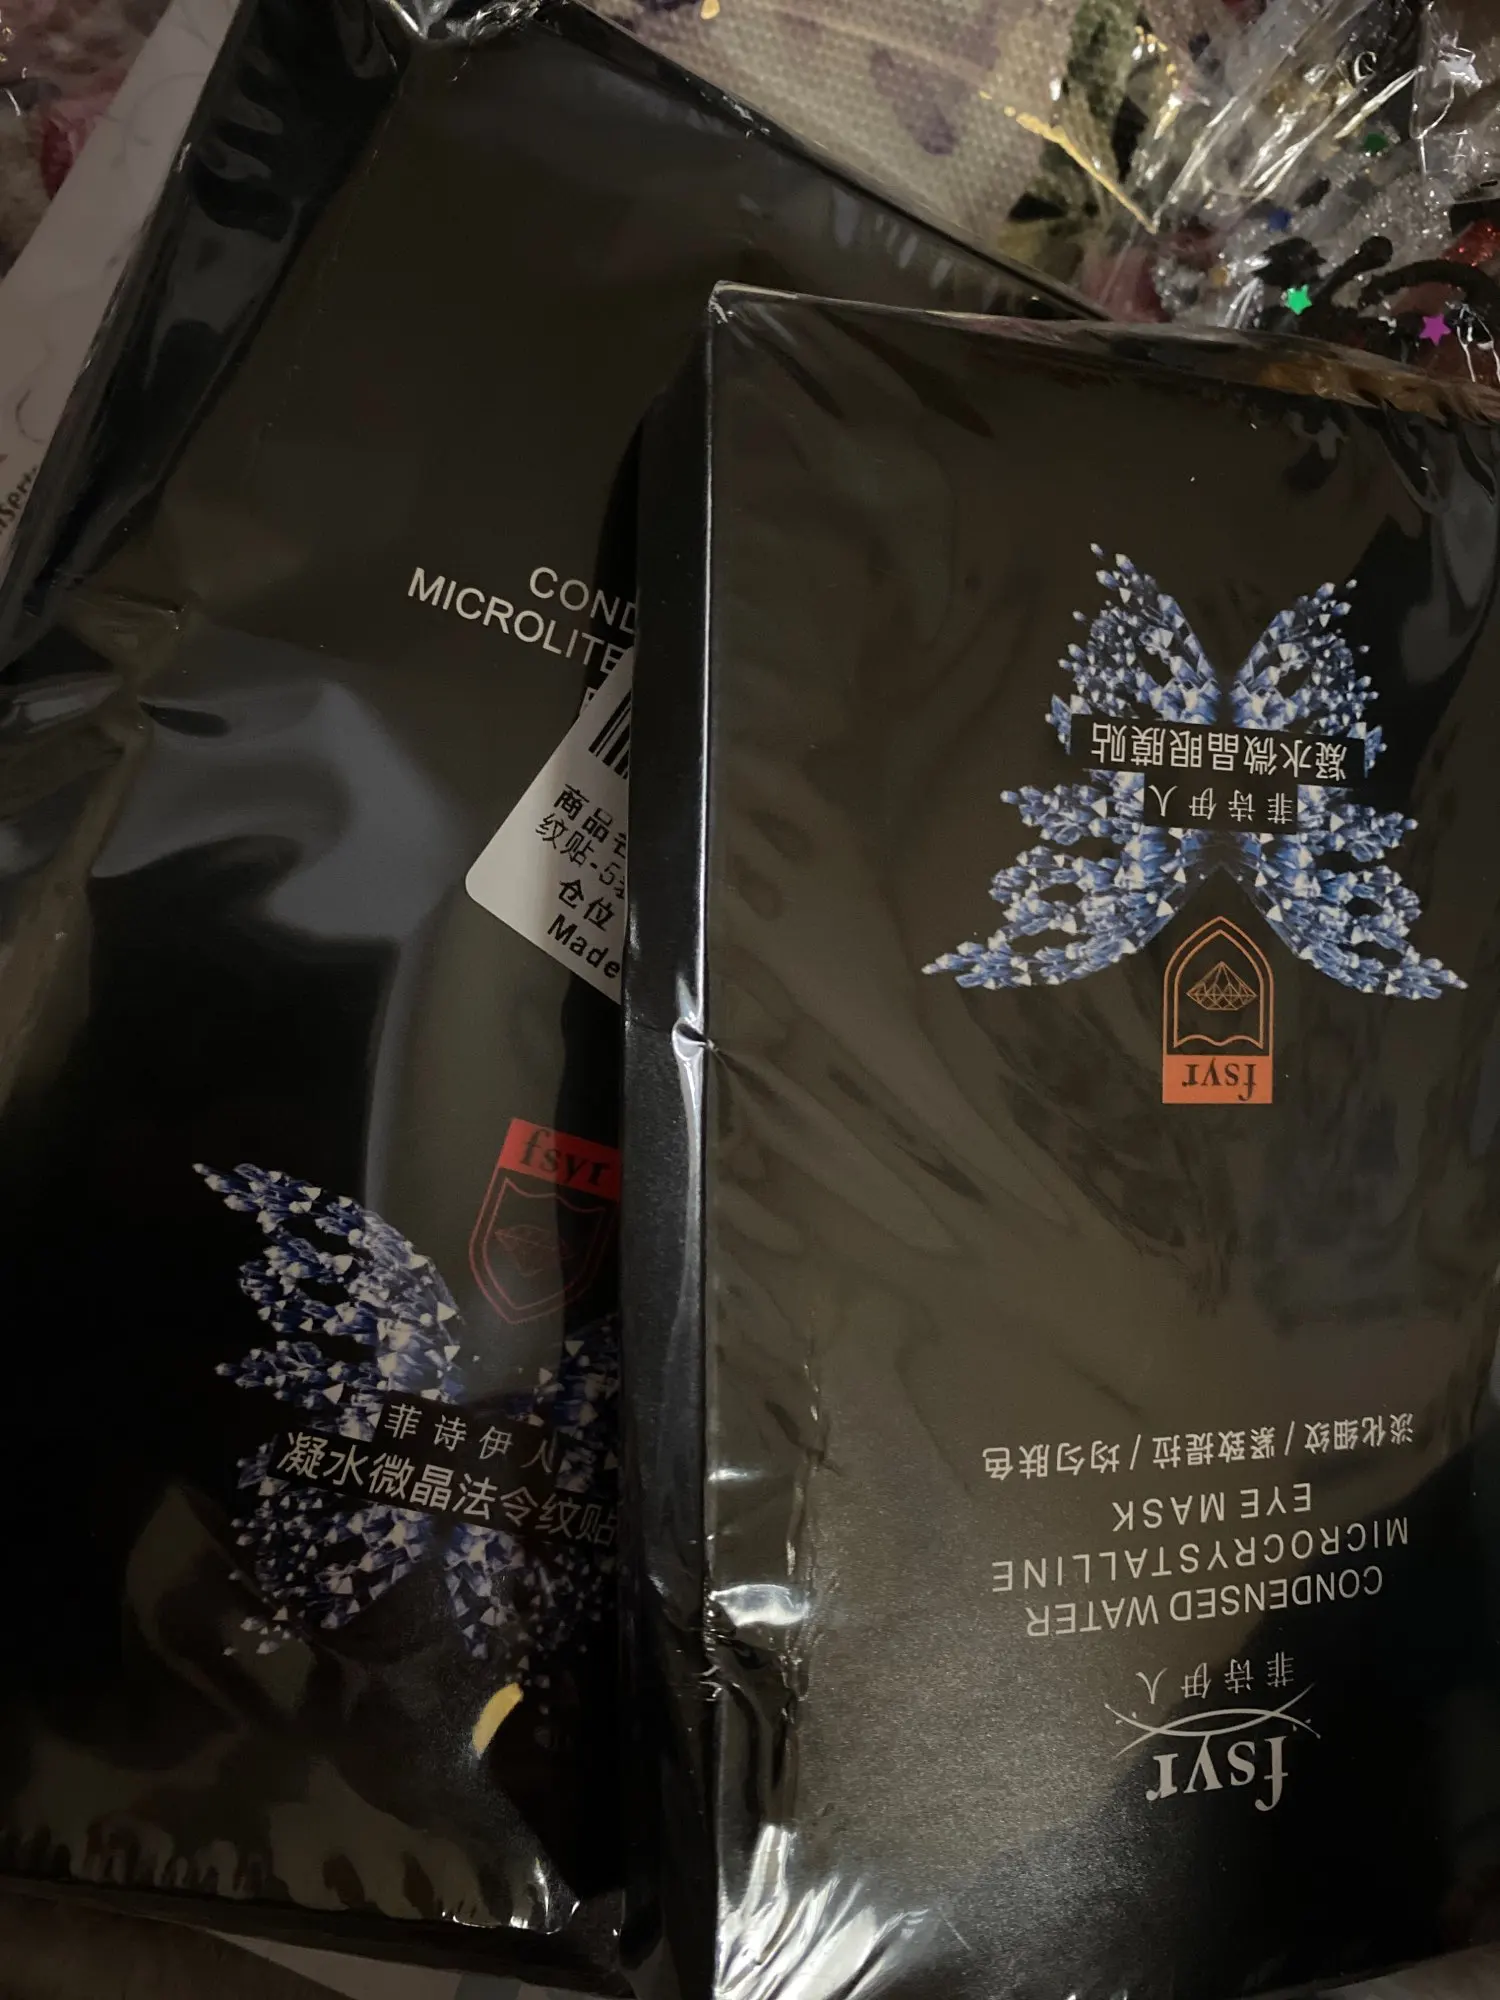 COND
MICROLITE
商品名
纹贴-5
仓位
Made
fsyr
菲诗伊人
凝水微晶法令纹贴
fsyr
菲诗伊人
CONDENSED WATER
MICROCRYSTALLINE
EYE MASK
淡化细纹/紧致提拉/均匀肤色
fsyr
菲诗伊人
凝水微晶眼膜贴